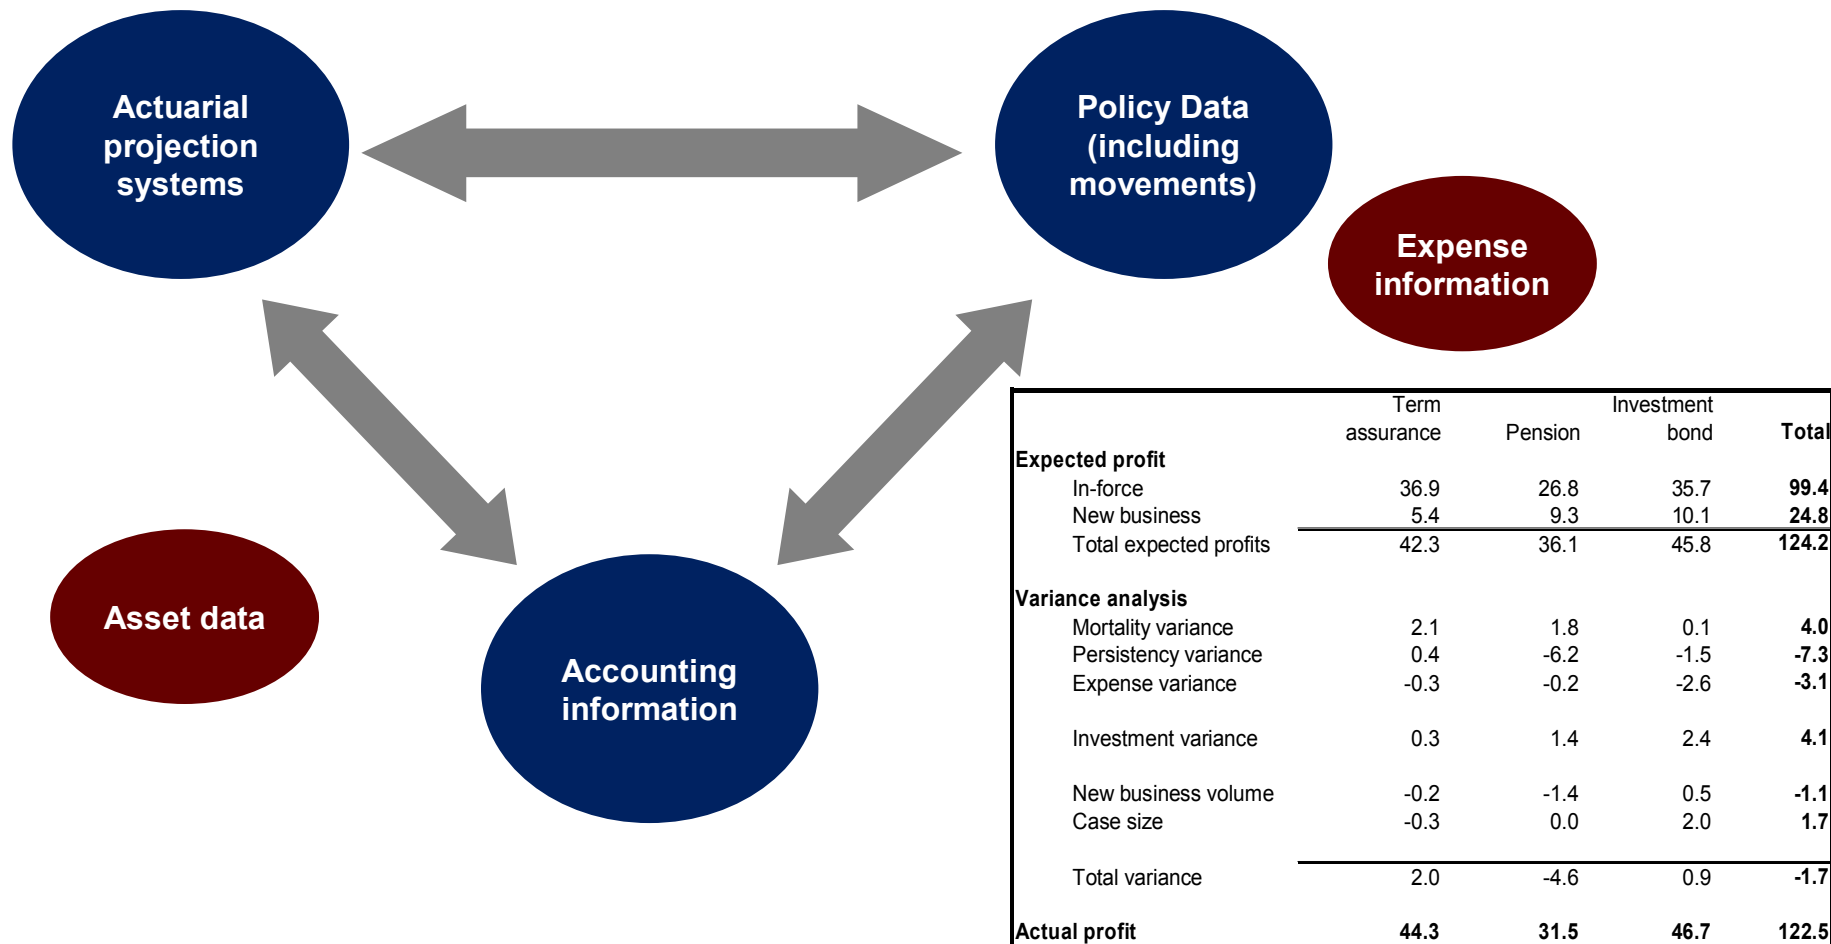 Actuarial
projection
systems
Policy Data
(including
movements)
Expense
information
Asset data
Accounting
information
Term Investment
assurance Pension bond Total
Expected profit
In-force 36.9 26.8 35.7 99.4
New business 5.4 9.3 10.1 24.8
Total expected profits 42.3 36.1 45.8 124.2
Variance analysis
Mortality variance 2.1 1.8 0.1 4.0
Persistency variance 0.4 -6.2 -1.5 -7.3
Expense variance -0.3 -0.2 -2.6 -3.1
Investment variance 0.3 1.4 2.4 4.1
New business volume -0.2 -1.4 0.5 -1.1
Case size -0.3 0.0 2.0 1.7
Total variance 2.0 -4.6 0.9 -1.7
Actual profit 44.3 31.5 46.7 122.5